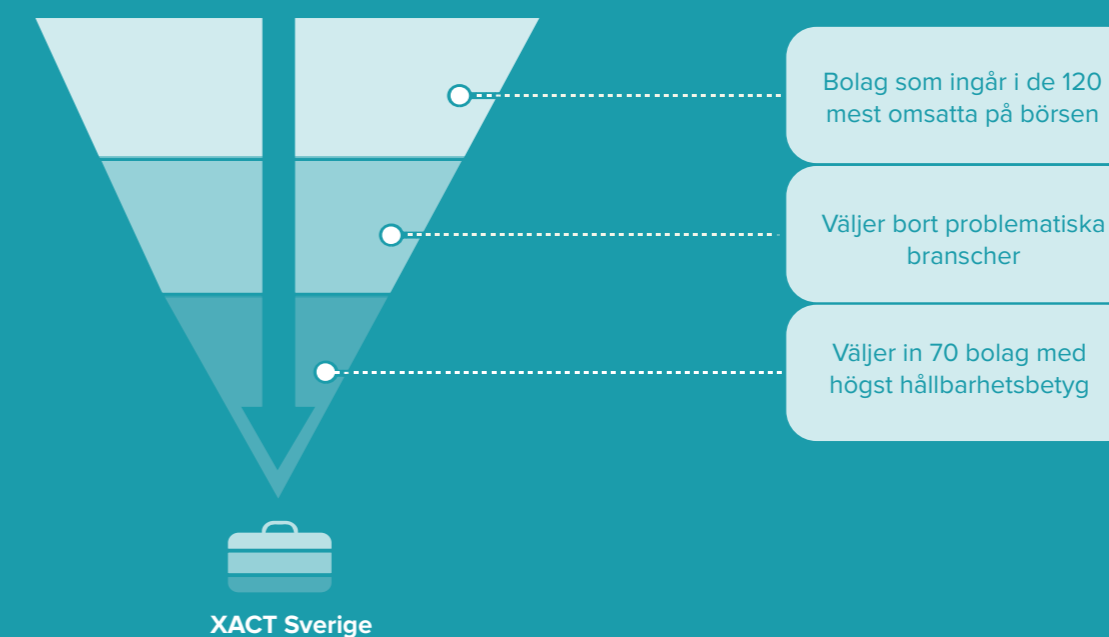 Bolag som ingår i de 120
mest omsatta på börsen
Väljer bort problematiska
branscher
Väljer in 70 bolag med
högst hållbarhetsbetyg
XACT Sverige